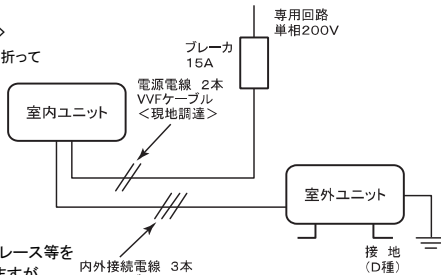 >
折って
専用回路
単相200V
ブレーカ
15A
電源電線 2本
VVFケーブル
<現地調達>
室内ユニット
室外ユニット
レース等を
ますが
内外接続電線 3本
接 地
(D種)